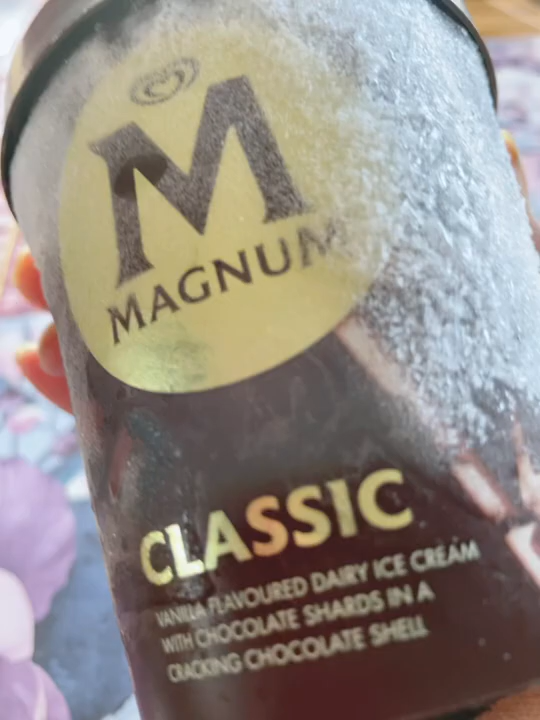 M
MAGNUM
CLASSIC
VANILLA FLAVOURED DAIRY ICE CREAM
WITH CHOCOLATE SHARDS IN A
CRACKING CHOCOLATE SHELL